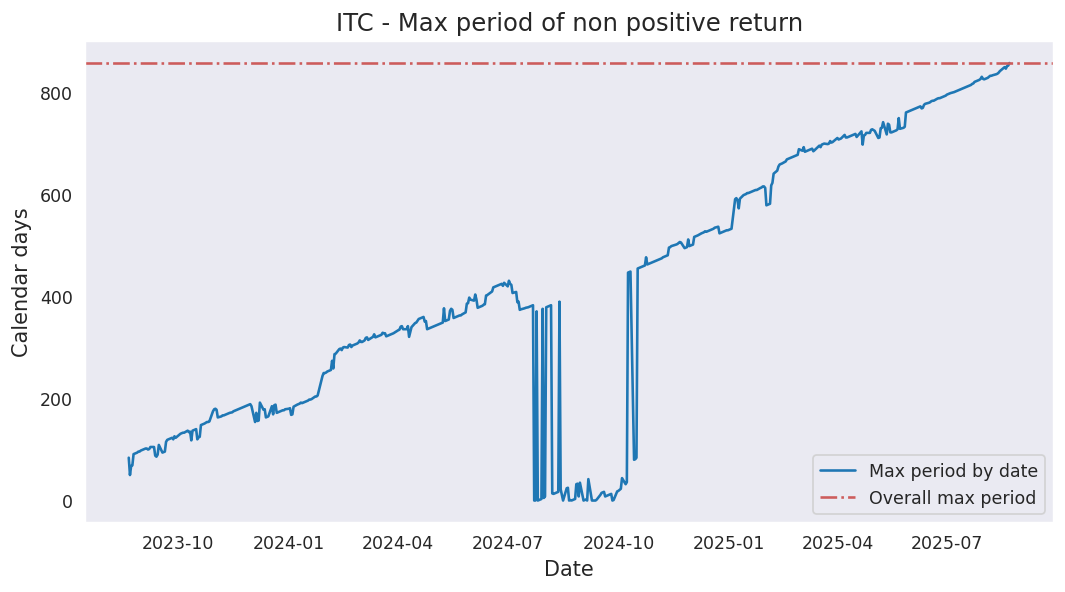 ITC - Max period of non positive return
Calendar days
800
600
400
200
0
2023-10 2024-01 2024-04 2024-07 2024-10 2025-01 2025-04 2025-07
Date
Max period by date
Overall max period